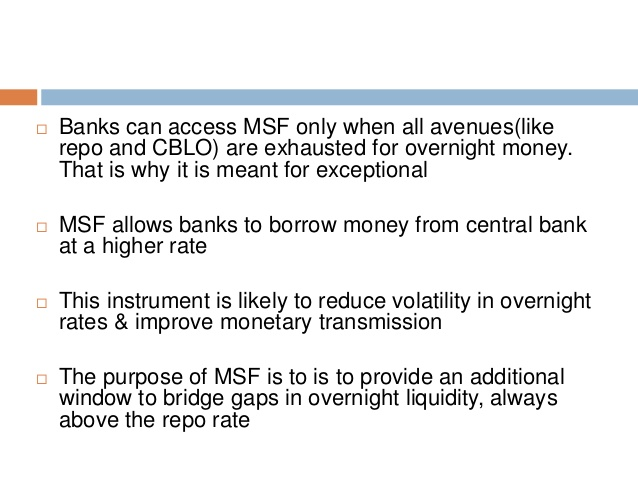 Banks can access MSF only when all avenues(like
repo and CBLO) are exhausted for overnight money.
That is why it is meant for exceptional
MSF allows banks to borrow money from central bank
at a higher rate
This instrument is likely to reduce volatility in overnight
rates & improve monetary transmission
The purpose of MSF is to is to provide an additional
window to bridge gaps in overnight liquidity, always
above the repo rate